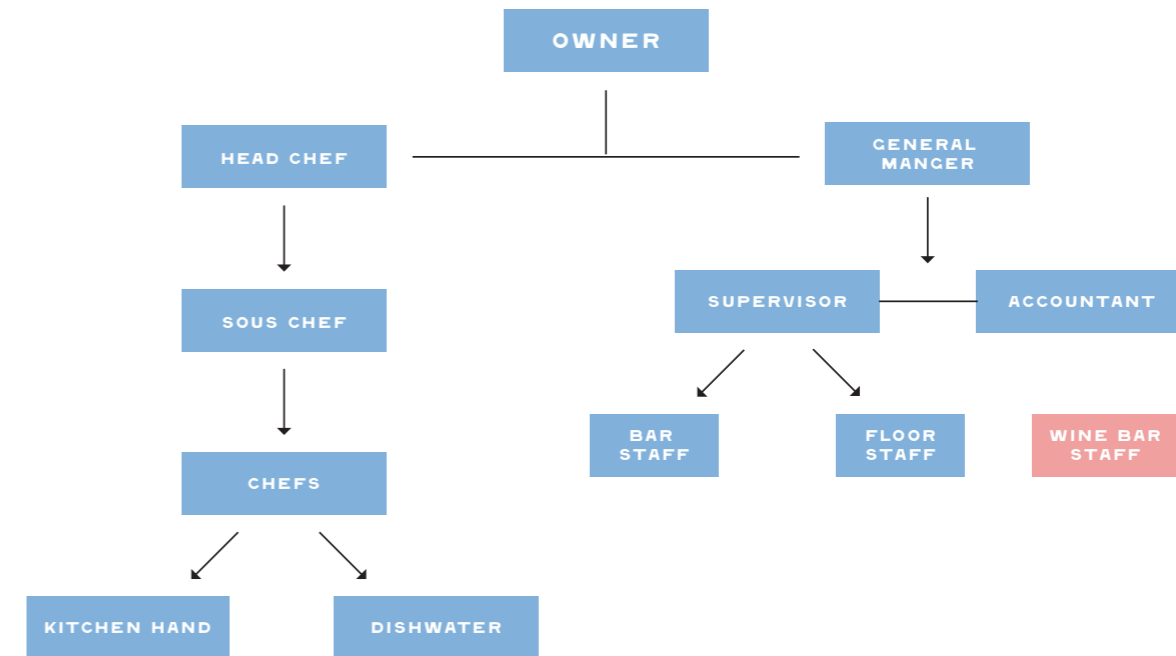 OWNER
HEAD CHEF
GENERAL
MANGER
SOUS CHEF
SUPERVISOR
ACCOUNTANT
CHEFS
BAR
STAFF
FLOOR
STAFF
WINE BAR
STAFF
KITCHEN HAND
DISHWATER